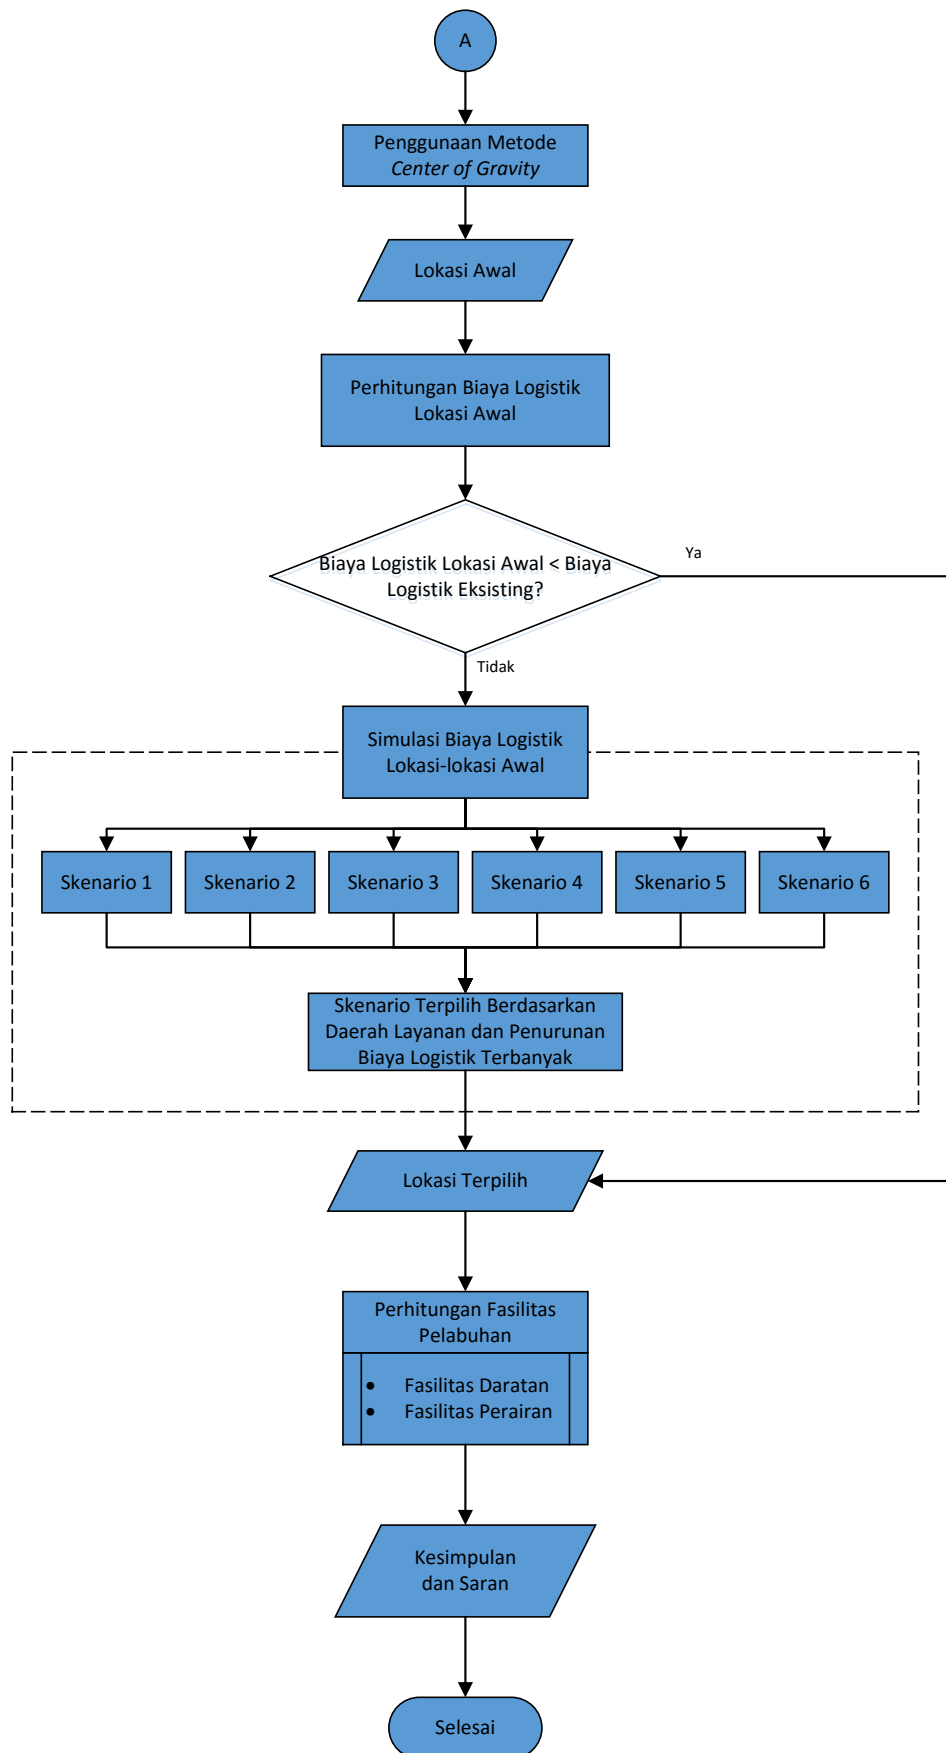 A
Penggunaan Metode
Center of Gravity
Lokasi Awal
Perhitungan Biaya Logistik
Lokasi Awal
Biaya Logistik Lokasi Awal < Biaya
Logistik Eksisting?
Ya
Tidak
Simulasi Biaya Logistik
Lokasi-lokasi Awal
Skenario 1
Skenario 2
Skenario 3
Skenario 4
Skenario 5
Skenario 6
Skenario Terpilih Berdasarkan
Daerah Layanan dan Penurunan
Biaya Logistik Terbanyak
Lokasi Terpilih
Perhitungan Fasilitas
Pelabuhan
• Fasilitas Daratan
• Fasilitas Perairan
Kesimpulan
dan Saran
Selesai